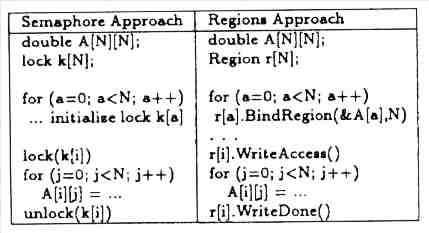 Semaphore Approach
double A[N][N];
lock k[N];
for (a=0; a<N; a++)
... initialize lock k[a]
lock(k[i])
for (j=0; j<N; j++)
A[i][j] = ...
unlock(k[i])
Regions Approach
double A[N][N];
Region r[N];
for (a=0; a<N; a++)
r[a].BindRegion(&A[a],N)
. . .
r[i].WriteAccess()
for (j=0; j<N; j++)
A[i][j] = ...
r[i].WriteDone()